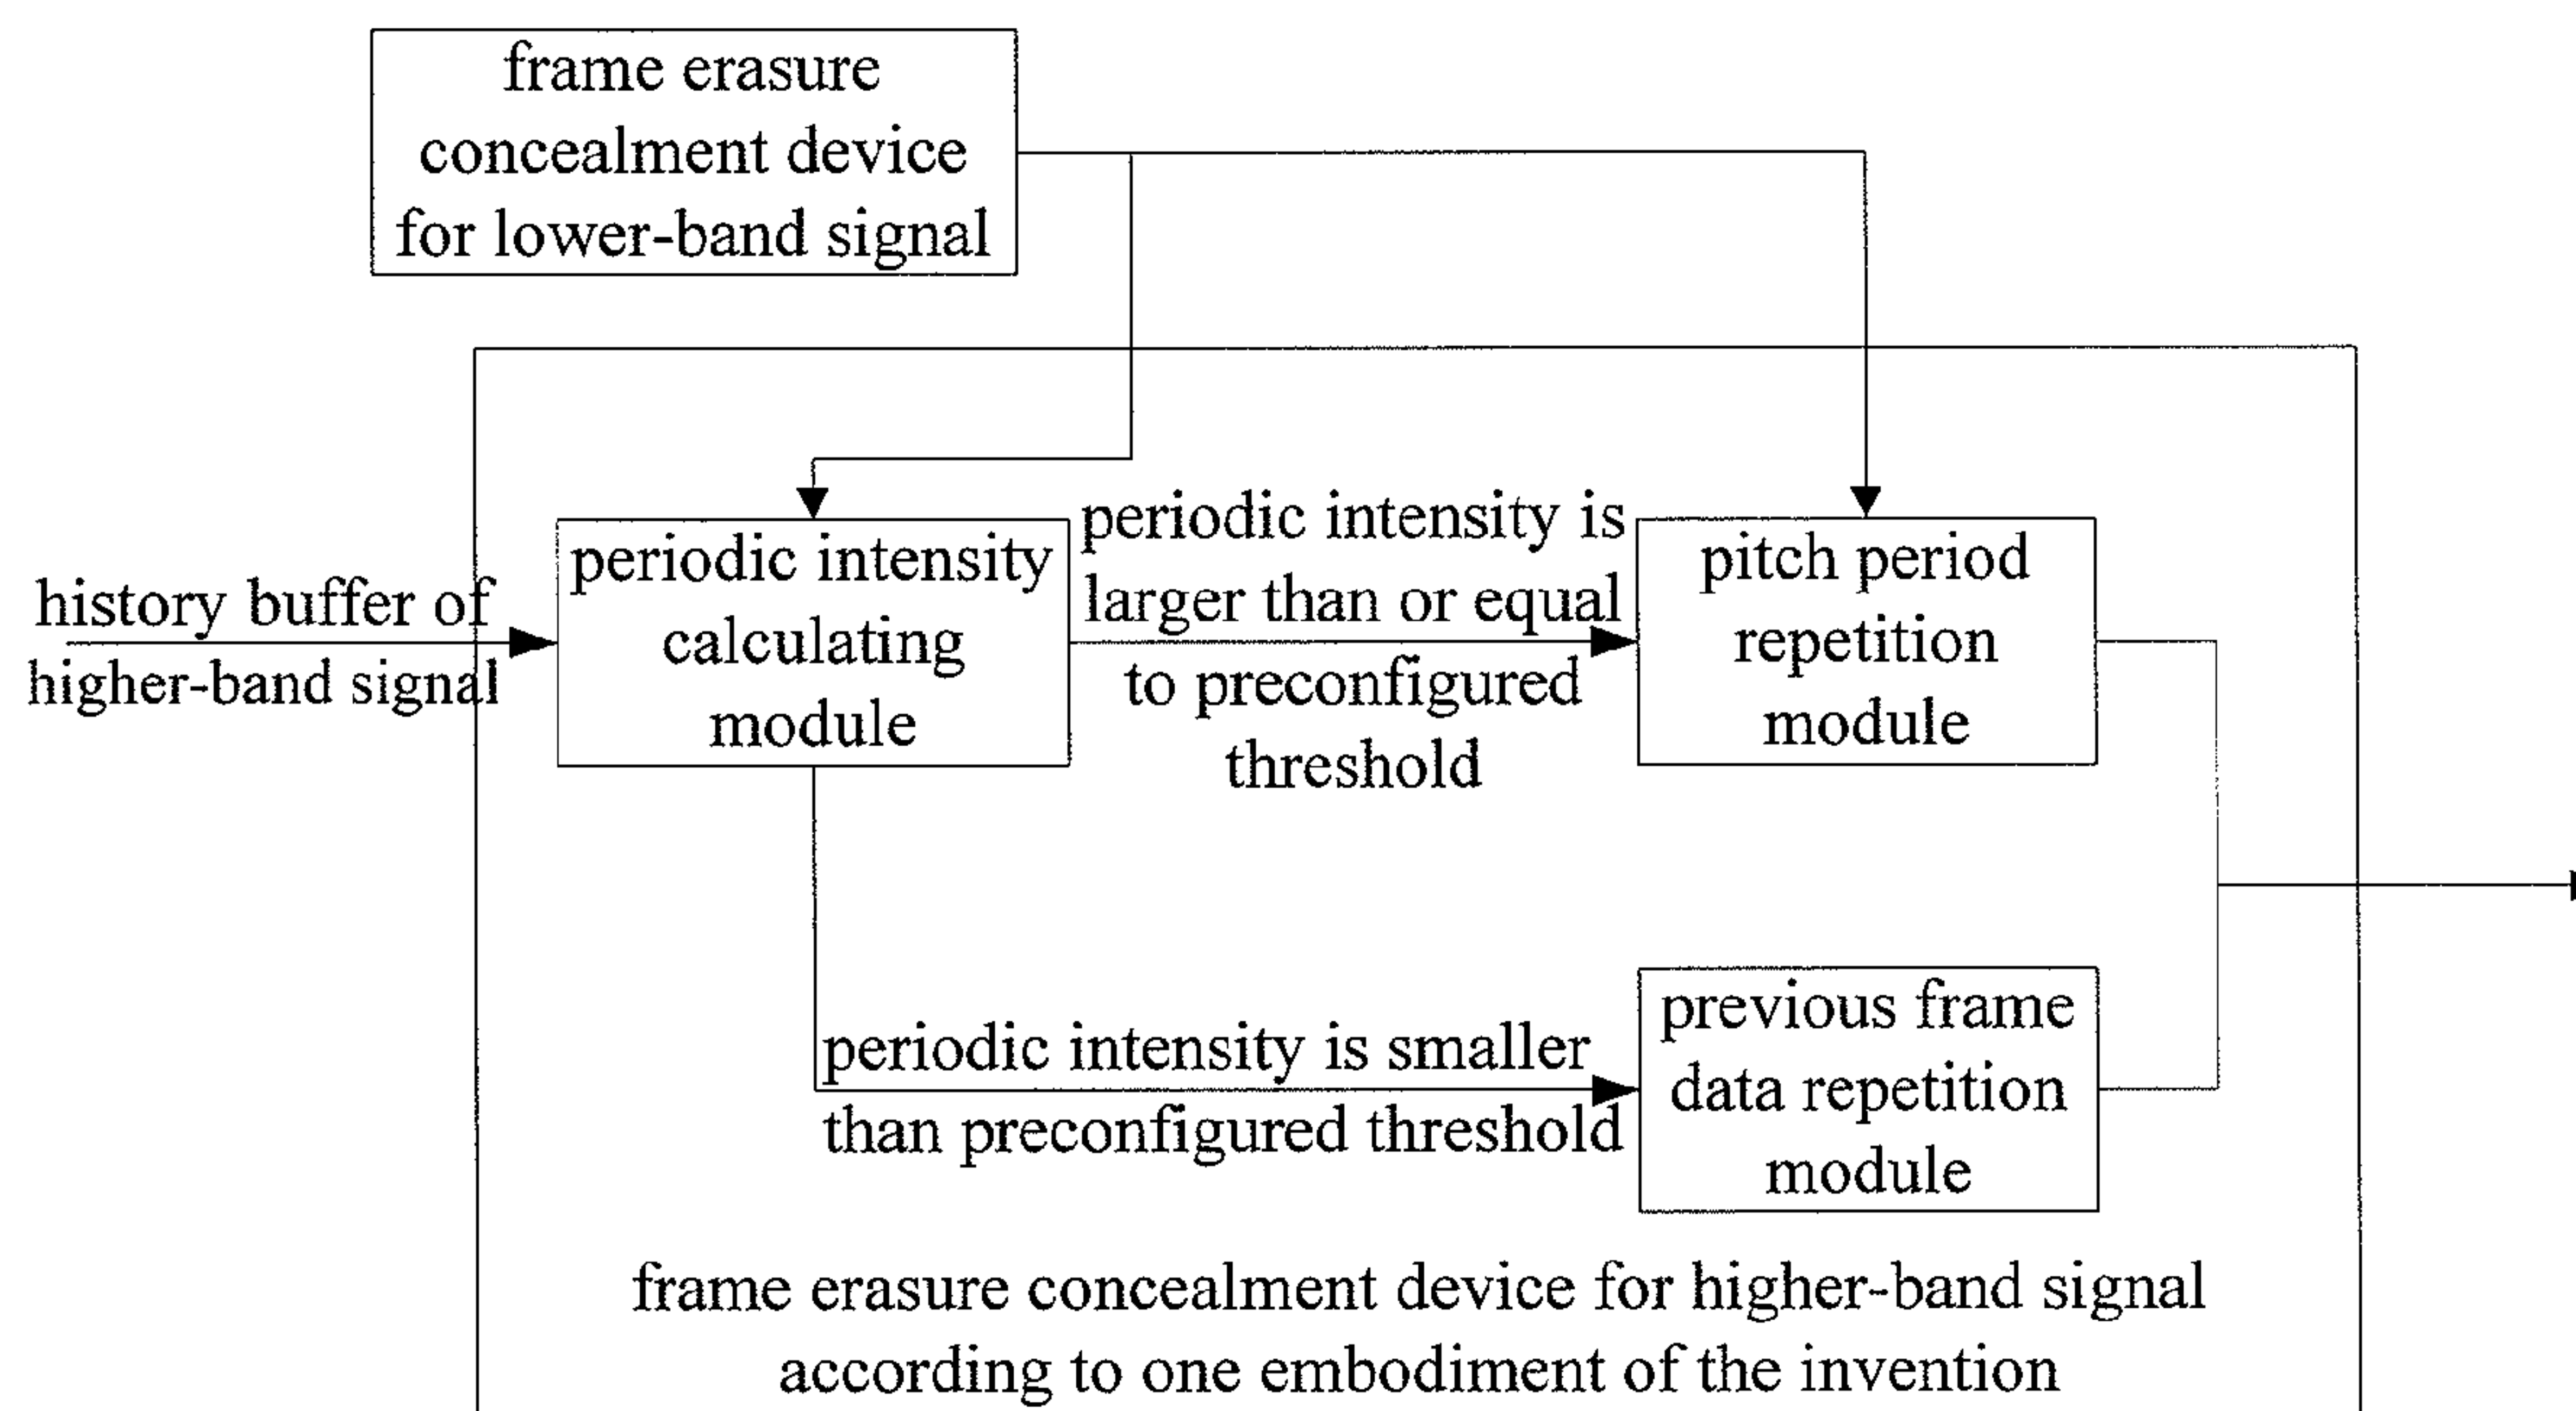 frame erasure
concealment device
for lower-band signal
history buffer of
higher-band signal
periodic intensity
calculating
module
periodic intensity is
larger than or equal
to preconfigured
threshold
pitch period
repetition
module
periodic intensity is smaller
than preconfigured threshold
previous frame
data repetition
module
frame erasure concealment device for higher-band signal
according to one embodiment of the invention